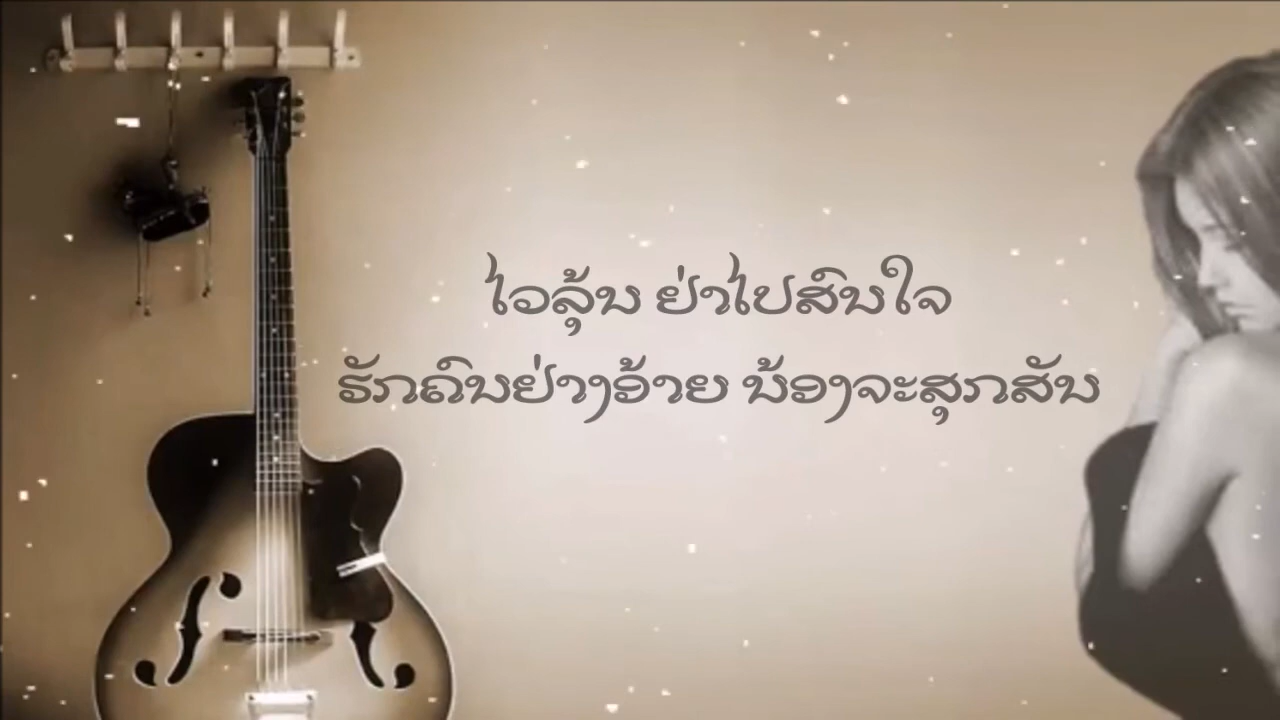 ໄວລຸ້ນ ຢ່າໄປສົນໃຈ
ຮັກຄົນຢ່າງອ້າຍ ນ້ອງຈະສຸກສັນ